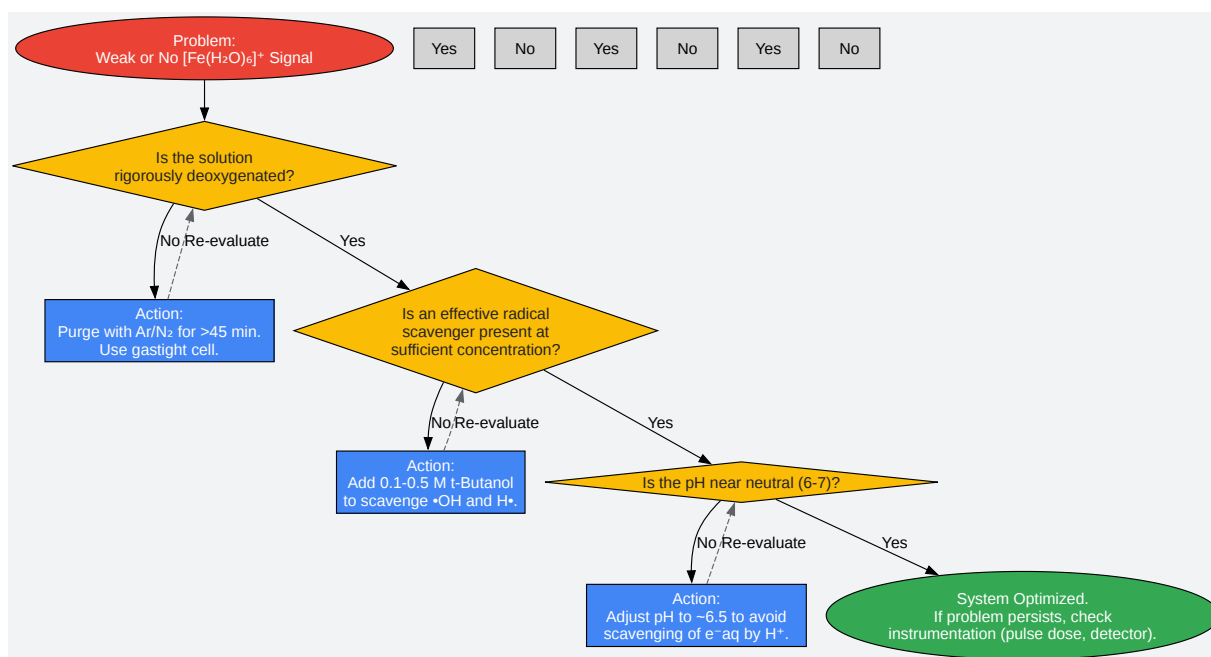 Problem:
Weak or No [Fe(H₂O)₆]⁺ Signal
Yes
No
Yes
No
Yes
No
Is the solution
rigorously deoxygenated?
No
Re-evaluate
Yes
Action:
Purge with Ar/N₂ for >45 min.
Use gastight cell.
Is an effective radical
scavenger present at
sufficient concentration?
No
Re-evaluate
Yes
Action:
Add 0.1-0.5 M t-Butanol
to scavenge •OH and H•.
Is the pH near neutral (6-7)?
No
Re-evaluate
Yes
Action:
Adjust pH to ~6.5 to avoid
scavenging of e⁻aq by H⁺.
System Optimized.
If problem persists, check
instrumentation (pulse dose, detector).